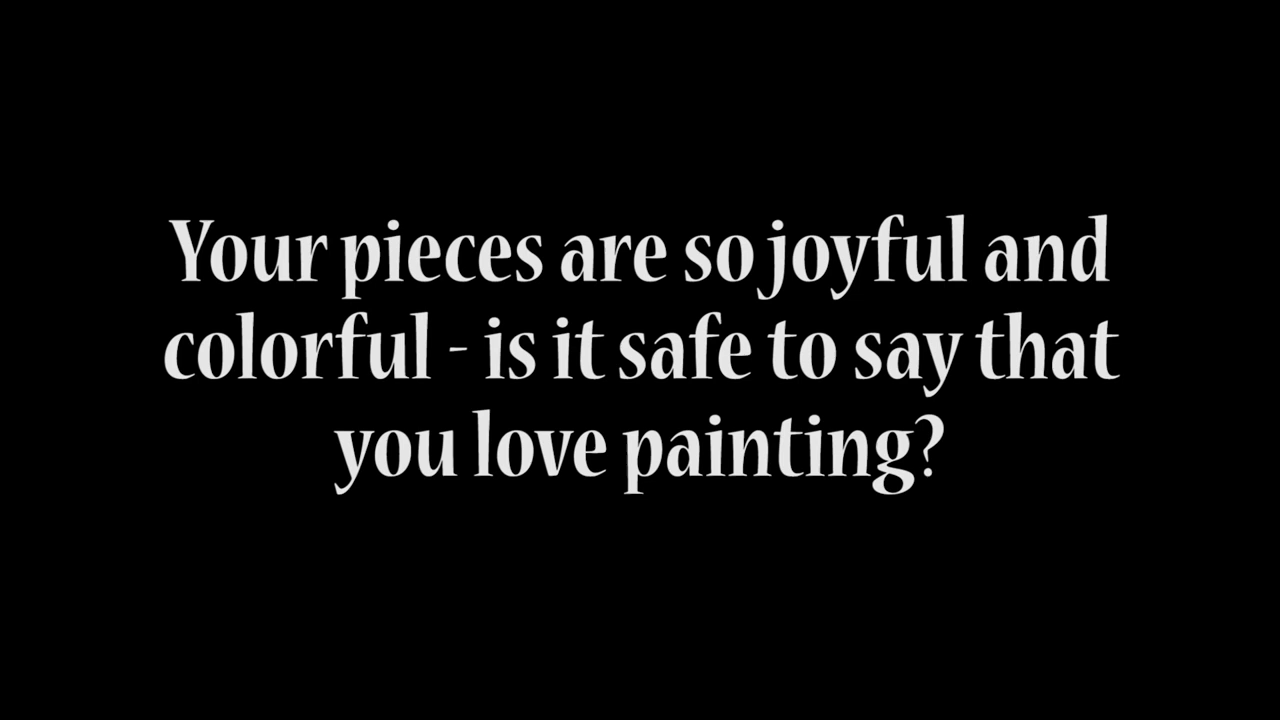 Your pieces are so joyful and
colorful - is it safe to say that
you love painting?